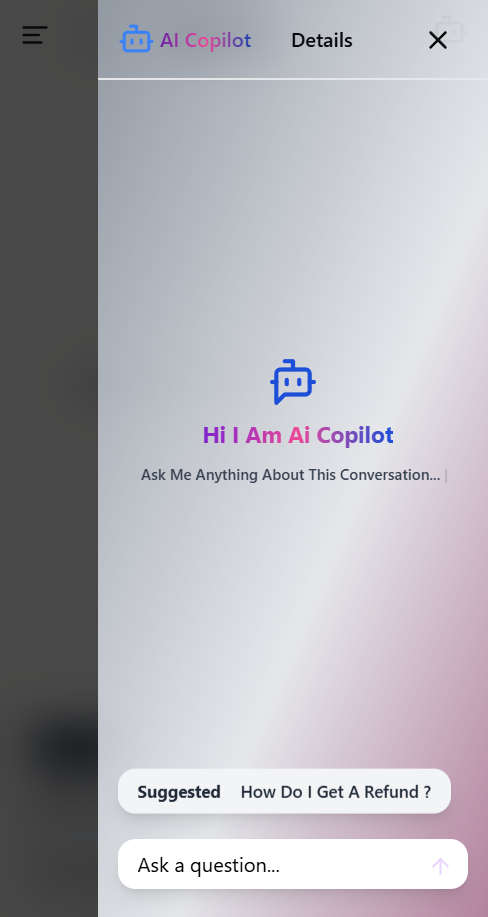 AI Copilot Details
Hi I Am Ai Copilot
Ask Me Anything About This Conversation... |
Suggested How Do I Get A Refund ?
Ask a question...